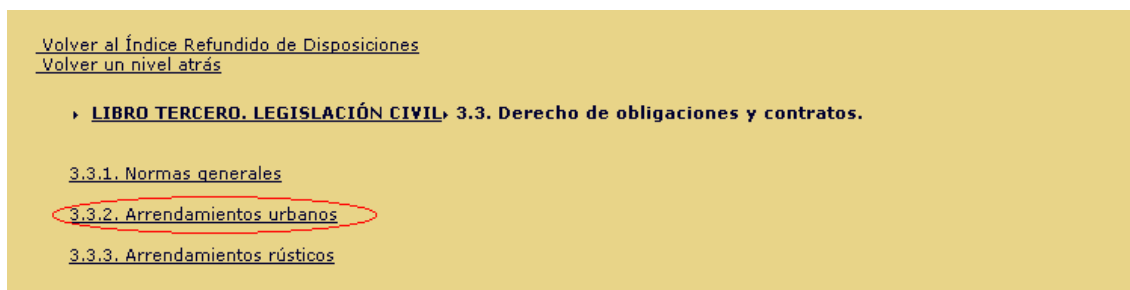 Volver al Índice Refundido de Disposiciones
Volver un nivel atrás
LIBRO TERCERO. LEGISLACIÓN CIVIL 3.3. Derecho de obligaciones y contratos.
3.3.1. Normas generales
3.3.2. Arrendamientos urbanos
3.3.3. Arrendamientos rústicos